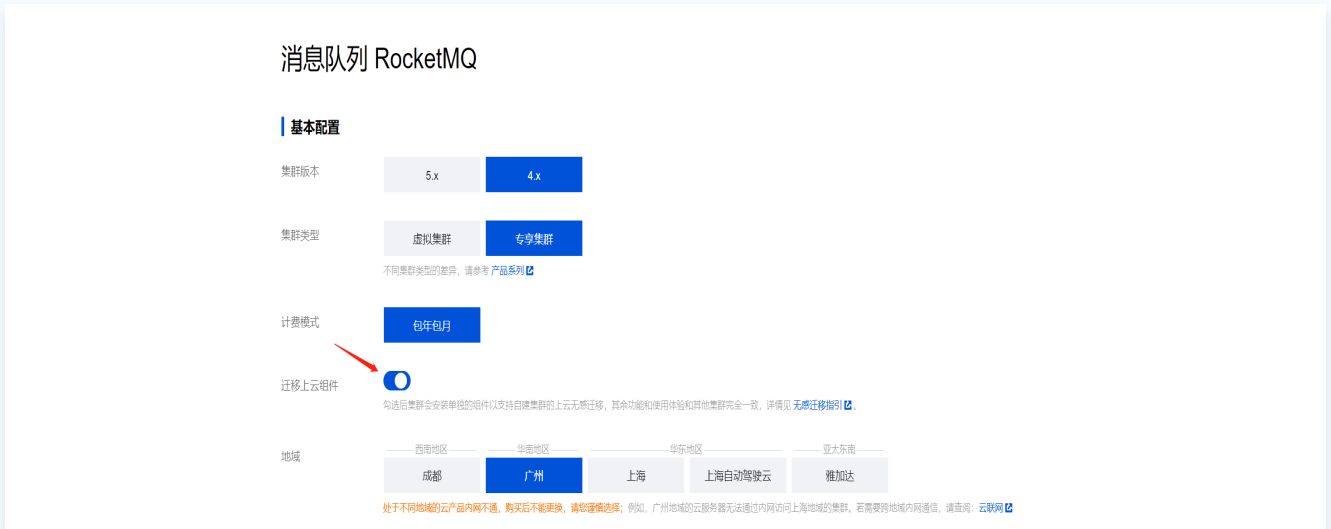 消息队列 RocketMQ
基本配置
集群版本
5.x
4.x
集群类型
虚拟集群
专享集群
不同集群类型的差异，请参考 产品系列
计费模式
包年包月
迁移上云组件
勾选后集群会安装单独的组件以支持自建集群的上云无感迁移，其余功能和使用体验和其他集群完全一致，详情见 无感迁移指引 。
地域
西南地区
华南地区
华东地区
亚太东南
成都
广州
上海
上海自动驾驶云
雅加达
处于不同地域的云产品内网不通，购买后不能更换，请您谨慎选择；例如，广州地域的云服务器无法通过内网访问上海地域的集群。若需要跨地域内网通信，请查阅：云联网